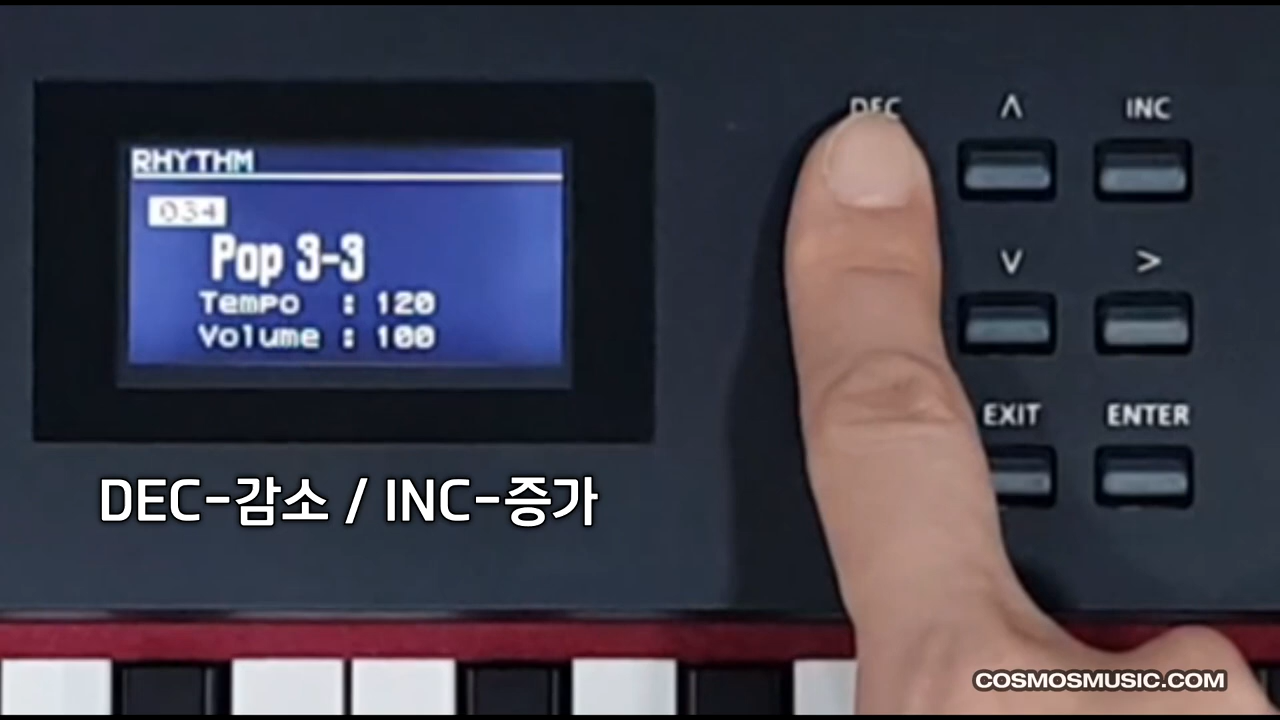 RHYTHM
034
Pop 3-3
Tempo : 120
Volume : 100
DEC ∧ INC
∨ >
EXIT ENTER
DEC-감소 / INC-증가
COSMOSMUSIC.COM